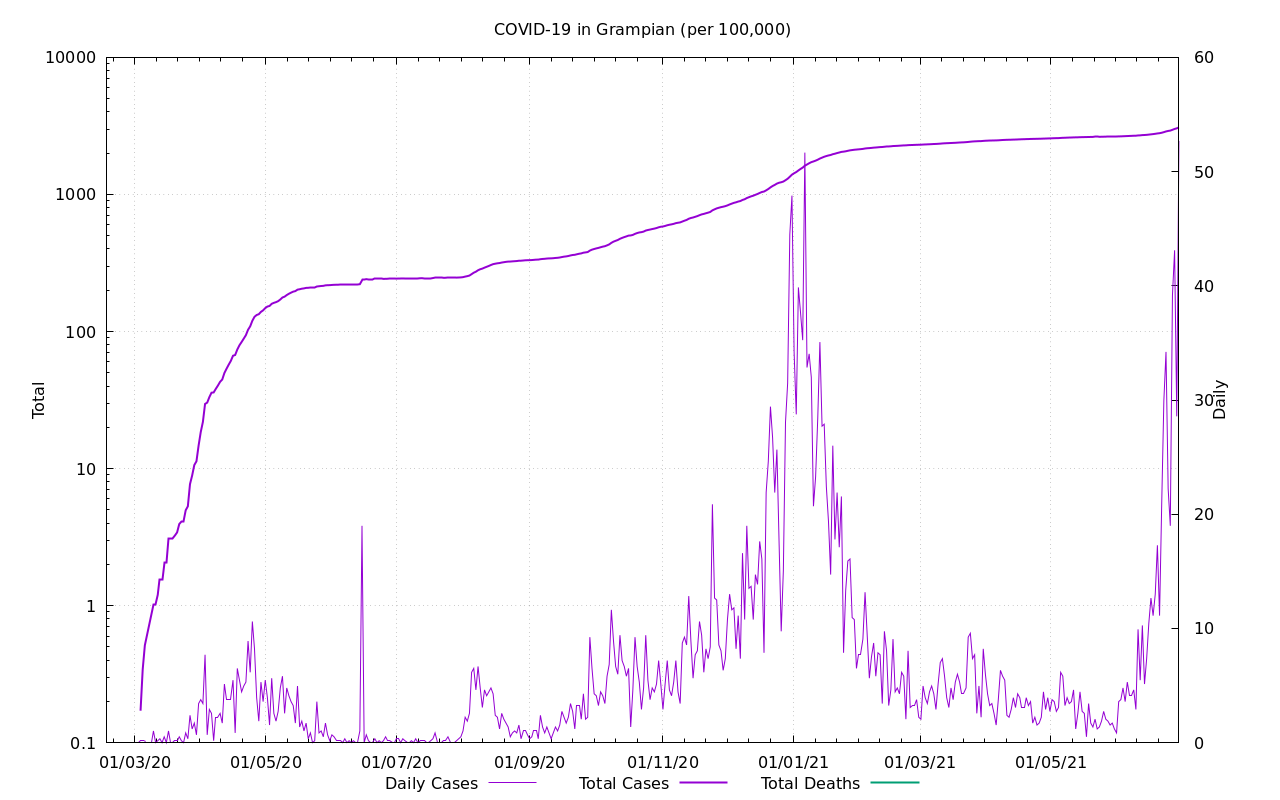 COVID-19 in Grampian (per 100,000)
10000
1000
100
10
1
0.1
Total
60
50
40
30
20
10
0
Daily
01/03/20 01/05/20 01/07/20 01/09/20 01/11/20 01/01/21 01/03/21 01/05/21
Daily Cases Total Cases Total Deaths